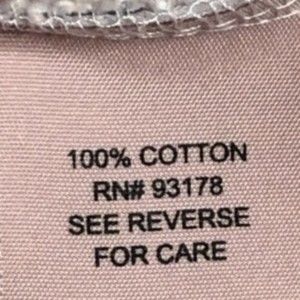 100% COTTON
RN# 93178
SEE REVERSE
FOR CARE